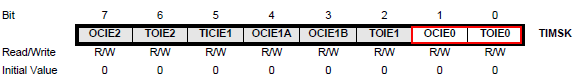 Bit 7 6 5 4 3 2 1 0
OCIE2 TOIE2 TICIE1 OCIE1A OCIE1B TOIE1 OCIE0 TOIE0 TIMSK
Read/Write R/W R/W R/W R/W R/W R/W R/W R/W
Initial Value 0 0 0 0 0 0 0 0